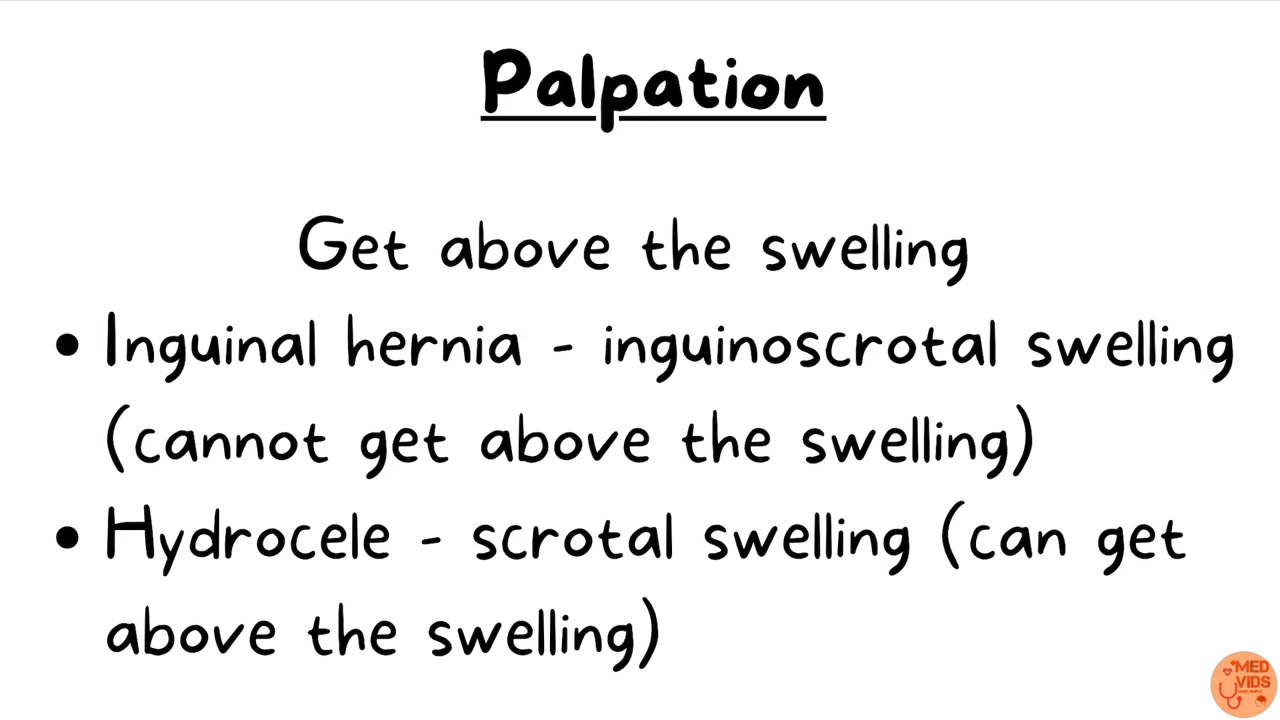 Palpation
Get above the swelling
• Inguinal hernia - inguinoscrotal swelling
(cannot get above the swelling)
• Hydrocele - scrotal swelling (can get
above the swelling)
MED
VIDS